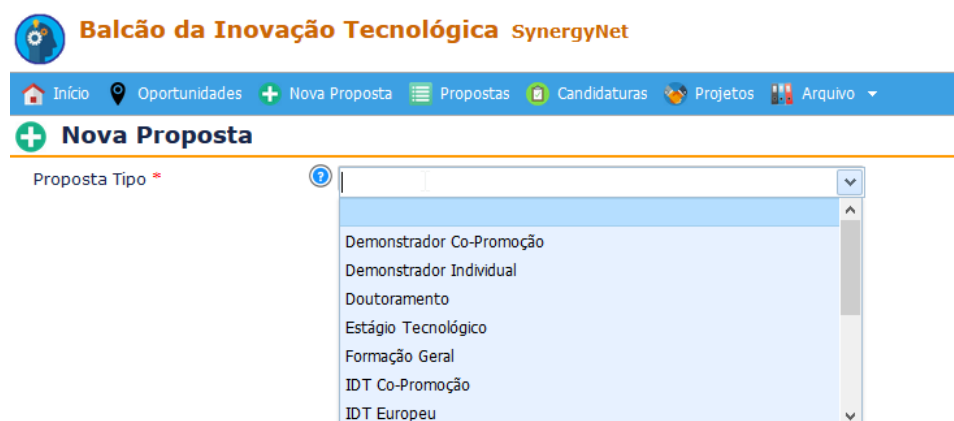 Balcão da Inovação Tecnológica SynergyNet
Início Oportunidades Nova Proposta Propostas Candidaturas Projetos Arquivo
Nova Proposta
Proposta Tipo *
Demonstrador Co-Promoção
Demonstrador Individual
Doutoramento
Estágio Tecnológico
Formação Geral
IDT Co-Promoção
IDT Europeu